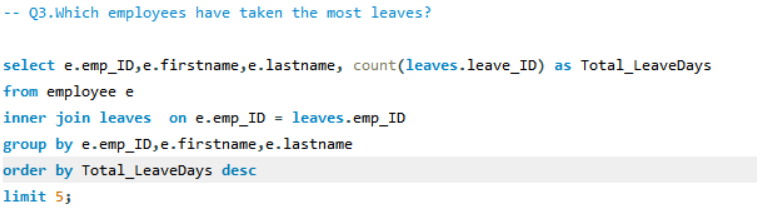 -- Q3.Which employees have taken the most leaves?
select e.emp_ID,e.firstname,e.lastname, count(leaves.leave_ID) as Total_LeaveDays
from employee e
inner join leaves  on e.emp_ID = leaves.emp_ID
group by e.emp_ID,e.firstname,e.lastname
order by Total_LeaveDays desc
limit 5;